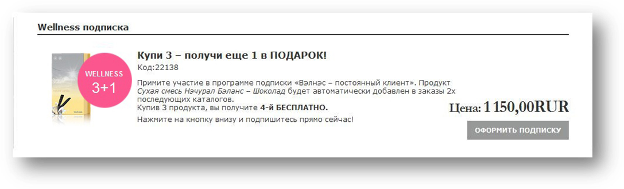 Wellness подписка
Купи 3 – получи еще 1 в ПОДАРОК!
Код:22138
WELLNESS
3+1
Примите участие в программе подписки «Вэлнэс – постоянный клиент». Продукт
Сухая смесь Нэчурал Баланс – Шоколад будет автоматически добавлен в заказы 2х
последующих каталогов.
Купив 3 продукта, вы получите 4-й БЕСПЛАТНО.
Цена: 1 150,00RUR
Нажмите на кнопку внизу и подпишитесь прямо сейчас!
ОФОРМИТЬ ПОДПИСКУ